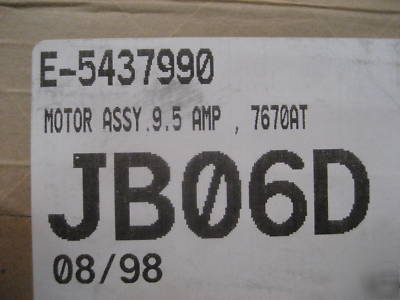 E-5437990
MOTOR ASSY.9.5 AMP , 7670AT
JB06D
08/98